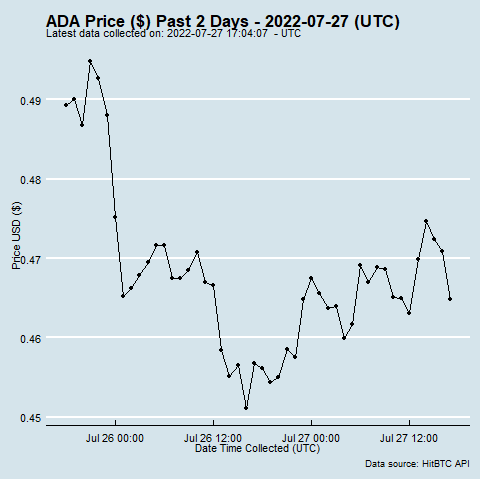 ADA Price ($) Past 2 Days - 2022-07-27 (UTC)
Latest data collected on: 2022-07-27 17:04:07 - UTC
0.49
0.48
0.47
0.46
0.45
Price USD ($)
Jul 26 00:00
Jul 26 12:00
Jul 27 00:00
Jul 27 12:00
Date Time Collected (UTC)
Data source: HitBTC API